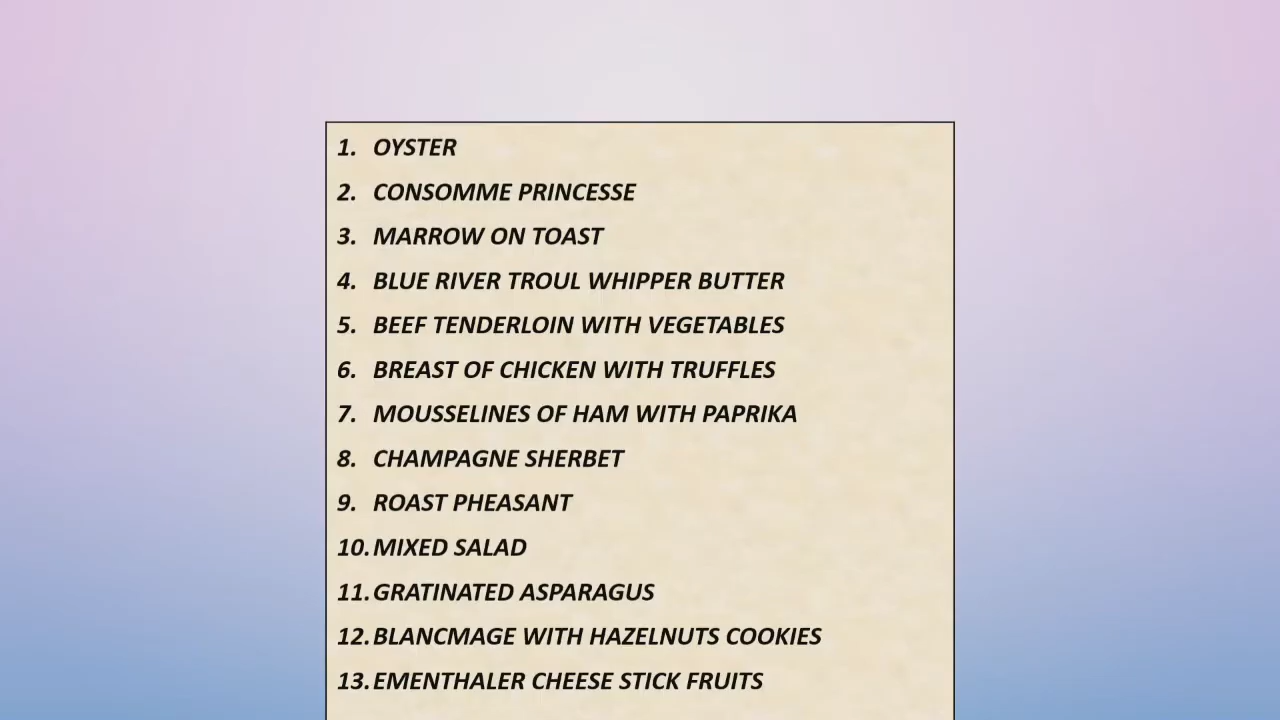 1. OYSTER
2. CONSOMME PRINCESSE
3. MARROW ON TOAST
4. BLUE RIVER TROUL WHIPPER BUTTER
5. BEEF TENDERLOIN WITH VEGETABLES
6. BREAST OF CHICKEN WITH TRUFFLES
7. MOUSSELINES OF HAM WITH PAPRIKA
8. CHAMPAGNE SHERBET
9. ROAST PHEASANT
10. MIXED SALAD
11. GRATINATED ASPARAGUS
12. BLANCMAGE WITH HAZELNUTS COOKIES
13. EMENTHALER CHEESE STICK FRUITS